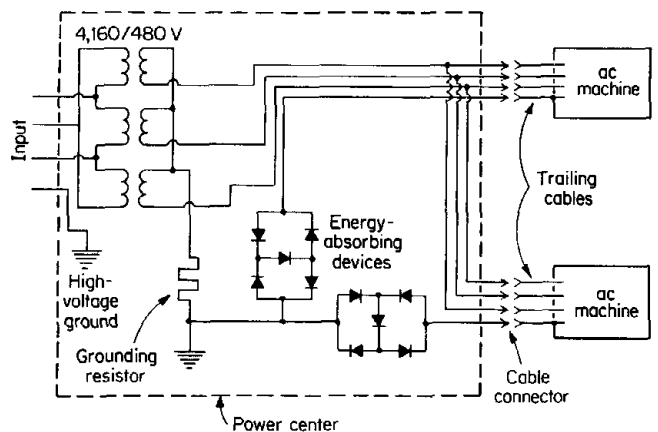 4,160/480 V
Input
High-
voltage
ground
Grounding
resistor
Energy-
absorbing
devices
Power center
ac
machine
Trailing
cables
ac
machine
Cable
connector